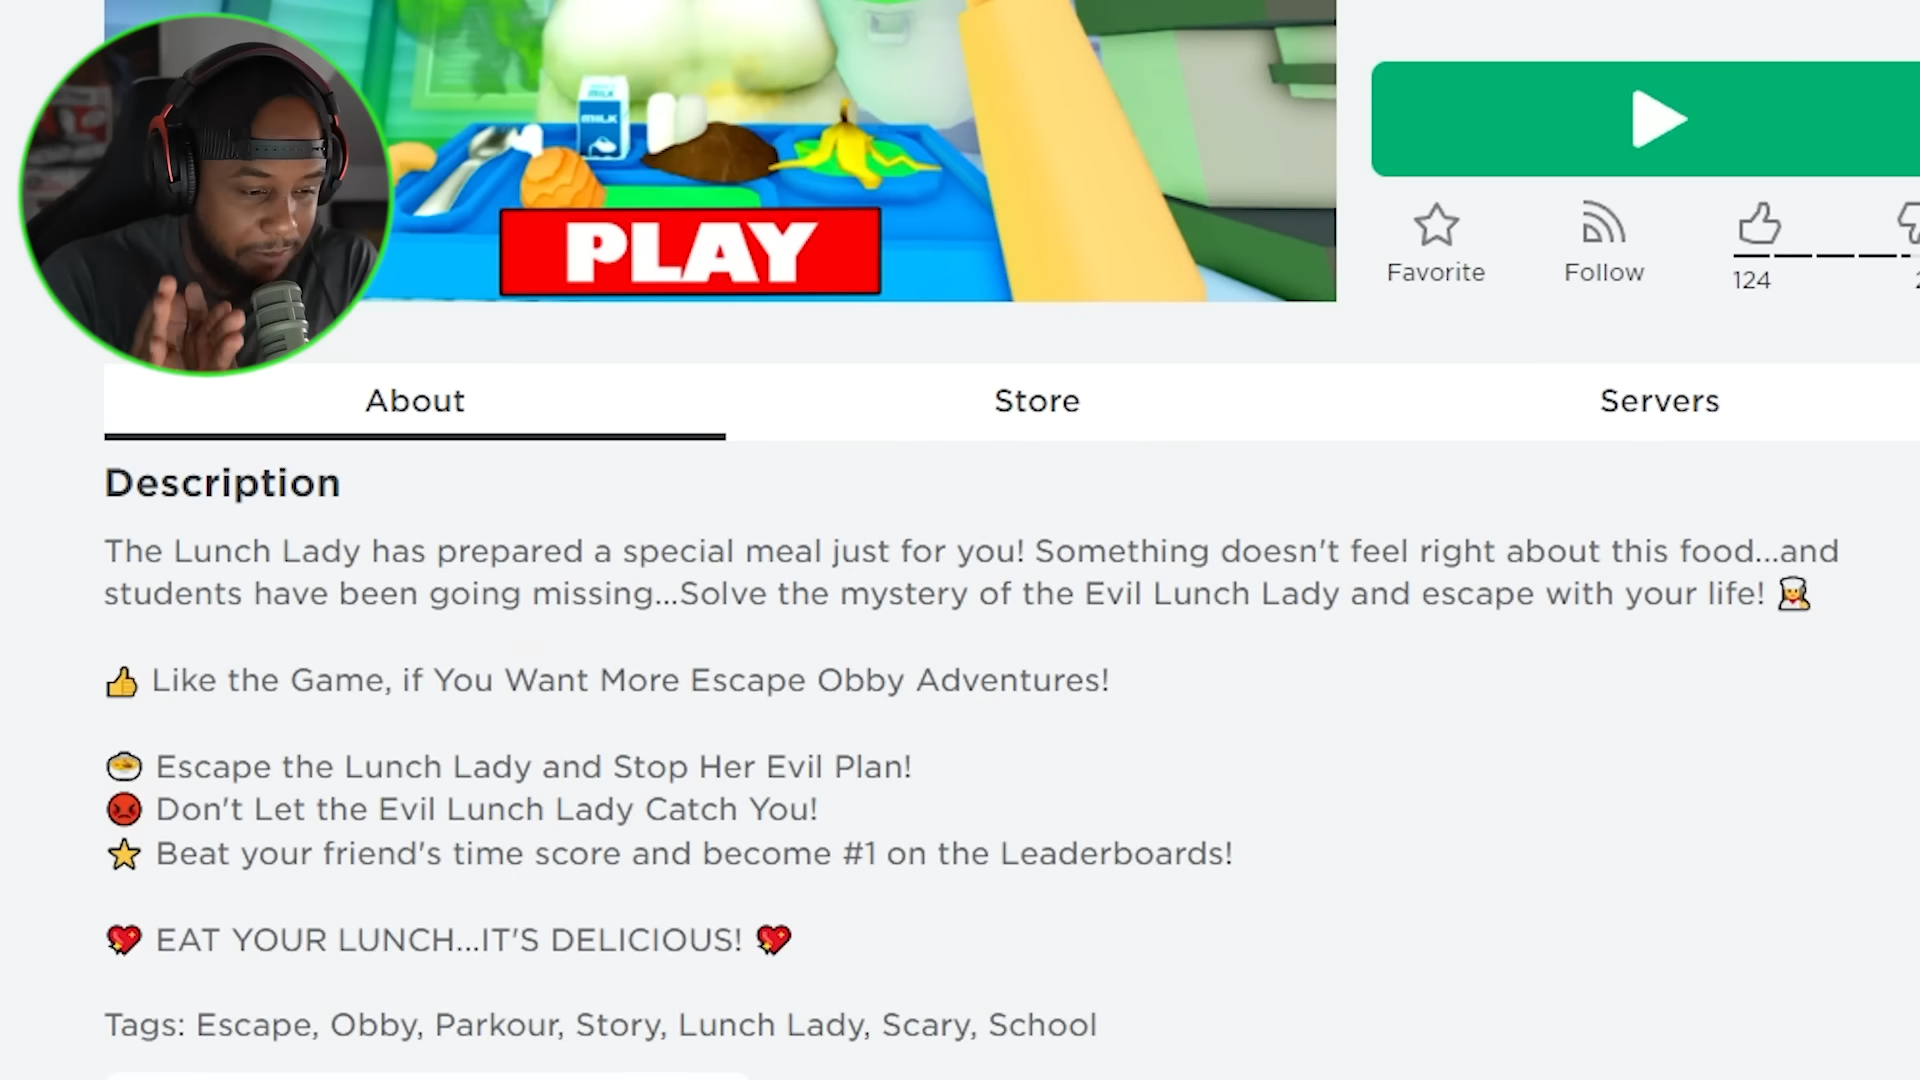 MILK
PLAY
Favorite
Follow
124
About
Store
Servers
Description
The Lunch Lady has prepared a special meal just for you! Something doesn't feel right about this food...and
students have been going missing...Solve the mystery of the Evil Lunch Lady and escape with your life! 👩‍🍳
👍 Like the Game, if You Want More Escape Obby Adventures!
🍲 Escape the Lunch Lady and Stop Her Evil Plan!
😡 Don't Let the Evil Lunch Lady Catch You!
⭐ Beat your friend's time score and become #1 on the Leaderboards!
💖 EAT YOUR LUNCH...IT'S DELICIOUS! 💖
Tags: Escape, Obby, Parkour, Story, Lunch Lady, Scary, School